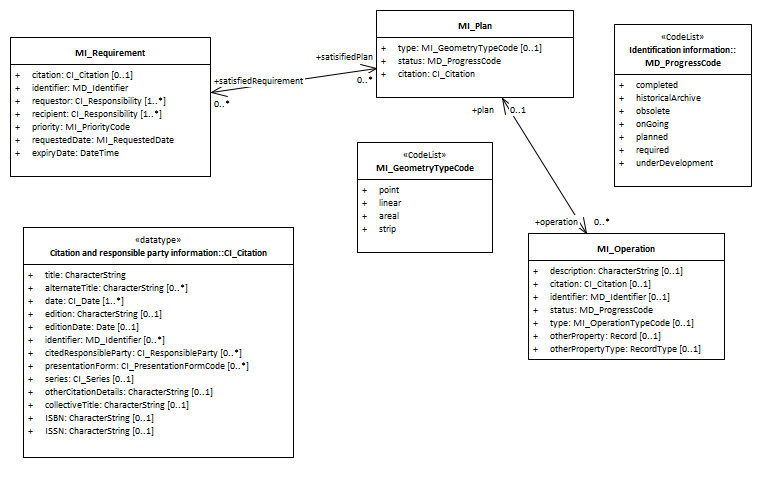 MI_Requirement
+ citation: CI_Citation [0..1]
+ identifier: MD_Identifier
+ requestor: CI_Responsibility [1..*]
+ recipient: CI_Responsibility [1..*]
+ priority: MI_PriorityCode
+ requestedDate: MI_RequestedDate
+ expiryDate: DateTime
+satisfiedRequirement
0..*
+satisifiedPlan
0..*
MI_Plan
+ type: MI_GeometryTypeCode [0..1]
+ status: MD_ProgressCode
+ citation: CI_Citation
+plan
0..1
«CodeList»
Identification information::
MD_ProgressCode
+ completed
+ historicalArchive
+ obsolete
+ onGoing
+ planned
+ required
+ underDevelopment
«CodeList»
MI_GeometryTypeCode
+ point
+ linear
+ areal
+ strip
+operation
0..*
MI_Operation
+ description: CharacterString [0..1]
+ citation: CI_Citation [0..1]
+ identifier: MD_Identifier [0..1]
+ status: MD_ProgressCode
+ type: MI_OperationTypeCode [0..1]
+ otherProperty: Record [0..1]
+ otherPropertyType: RecordType [0..1]
«datatype»
Citation and responsible party information::CI_Citation
+ title: CharacterString
+ alternateTitle: CharacterString [0..*]
+ date: CI_Date [1..*]
+ edition: CharacterString [0..1]
+ editionDate: Date [0..1]
+ identifier: MD_Identifier [0..*]
+ citedResponsibleParty: CI_ResponsibleParty [0..*]
+ presentationForm: CI_PresentationFormCode [0..*]
+ series: CI_Series [0..1]
+ otherCitationDetails: CharacterString [0..1]
+ collectiveTitle: CharacterString [0..1]
+ ISBN: CharacterString [0..1]
+ ISSN: CharacterString [0..1]